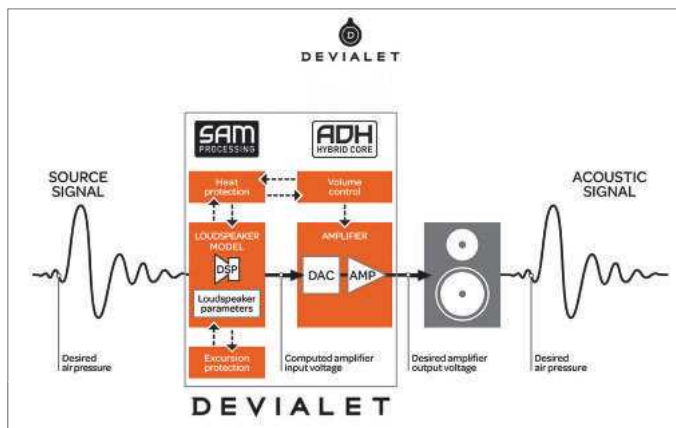 D
DEVIALET
SAM
PROCESSING
ADH
HYBRID CORE
SOURCE
SIGNAL
ACOUSTIC
SIGNAL
Heat
protection
Volume
control
LOUDSPEAKER
MODEL
AMPLIFIER
DSP
DAC
AMP
Loudspeaker
parameters
Desired
air pressure
Excursion
protection
Computed amplifier
input voltage
Desired amplifier
output voltage
Desired
air pressure
DEVIALET